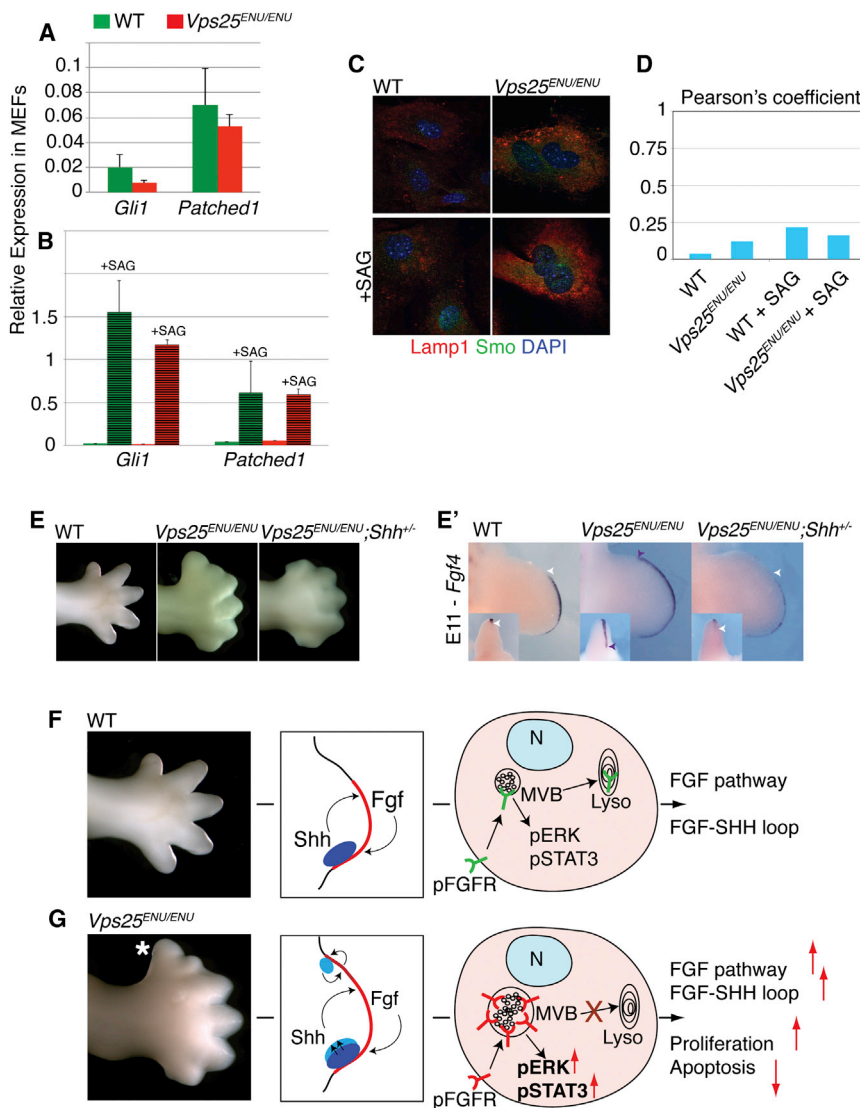 WT Vps25ENU/ENU
A
Relative Expression in MEFs
0.1
0.08
0.06
0.04
0.02
0
Gli1 Patched1
B
+SAG
+SAG
+SAG
+SAG
1.5
1
0.5
0
Gli1 Patched1
C
WT Vps25ENU/ENU
+SAG
Lamp1 Smo DAPI
D
Pearson's coefficient
1
0.75
0.5
0.25
0
WT
Vps25ENU/ENU
WT + SAG
Vps25ENU/ENU + SAG
E
WT Vps25ENU/ENU Vps25ENU/ENU;Shh+/-
E'
WT Vps25ENU/ENU Vps25ENU/ENU;Shh+/-
E11 - Fgf4
F
WT
Shh
Fgf
N
MVB
Lyso
pERK
pSTAT3
pFGFR
FGF pathway
FGF-SHH loop
G
Vps25ENU/ENU
*
Shh
Fgf
N
MVB
X
Lyso
pERK
pSTAT3
pFGFR
FGF pathway
FGF-SHH loop
Proliferation
Apoptosis